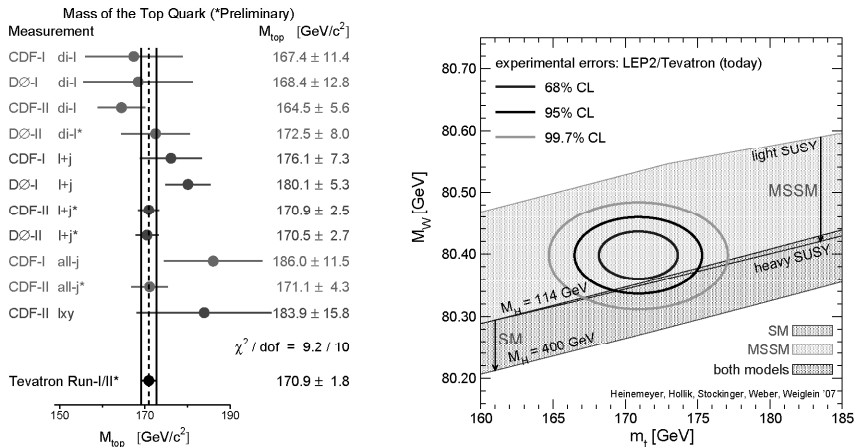 Mass of the Top Quark (*Preliminary)
Measurement M_top [GeV/c²]
CDF-I di-l 167.4 ± 11.4
DØ-I di-l 168.4 ± 12.8
CDF-II di-l 164.5 ± 5.6
DØ-II di-l* 172.5 ± 8.0
CDF-I l+j 176.1 ± 7.3
DØ-I l+j 180.1 ± 5.3
CDF-II l+j* 170.9 ± 2.5
DØ-II l+j* 170.5 ± 2.7
CDF-I all-j 186.0 ± 11.5
CDF-II all-j* 171.1 ± 4.3
CDF-II lxy 183.9 ± 15.8
χ² / dof = 9.2 / 10
Tevatron Run-I/II* 170.9 ± 1.8
150 170 190
M_top [GeV/c²]
experimental errors: LEP2/Tevatron (today)
68% CL
95% CL
99.7% CL
light SUSY
MSSM
heavy SUSY
M_H = 114 GeV
SM
M_H = 400 GeV
SM
MSSM
both models
Heinemeyer, Hollik, Stockinger, Weber, Weiglein '07
80.70
80.60
80.50
80.40
80.30
80.20
M_W [GeV]
160 165 170 175 180 185
m_t [GeV]